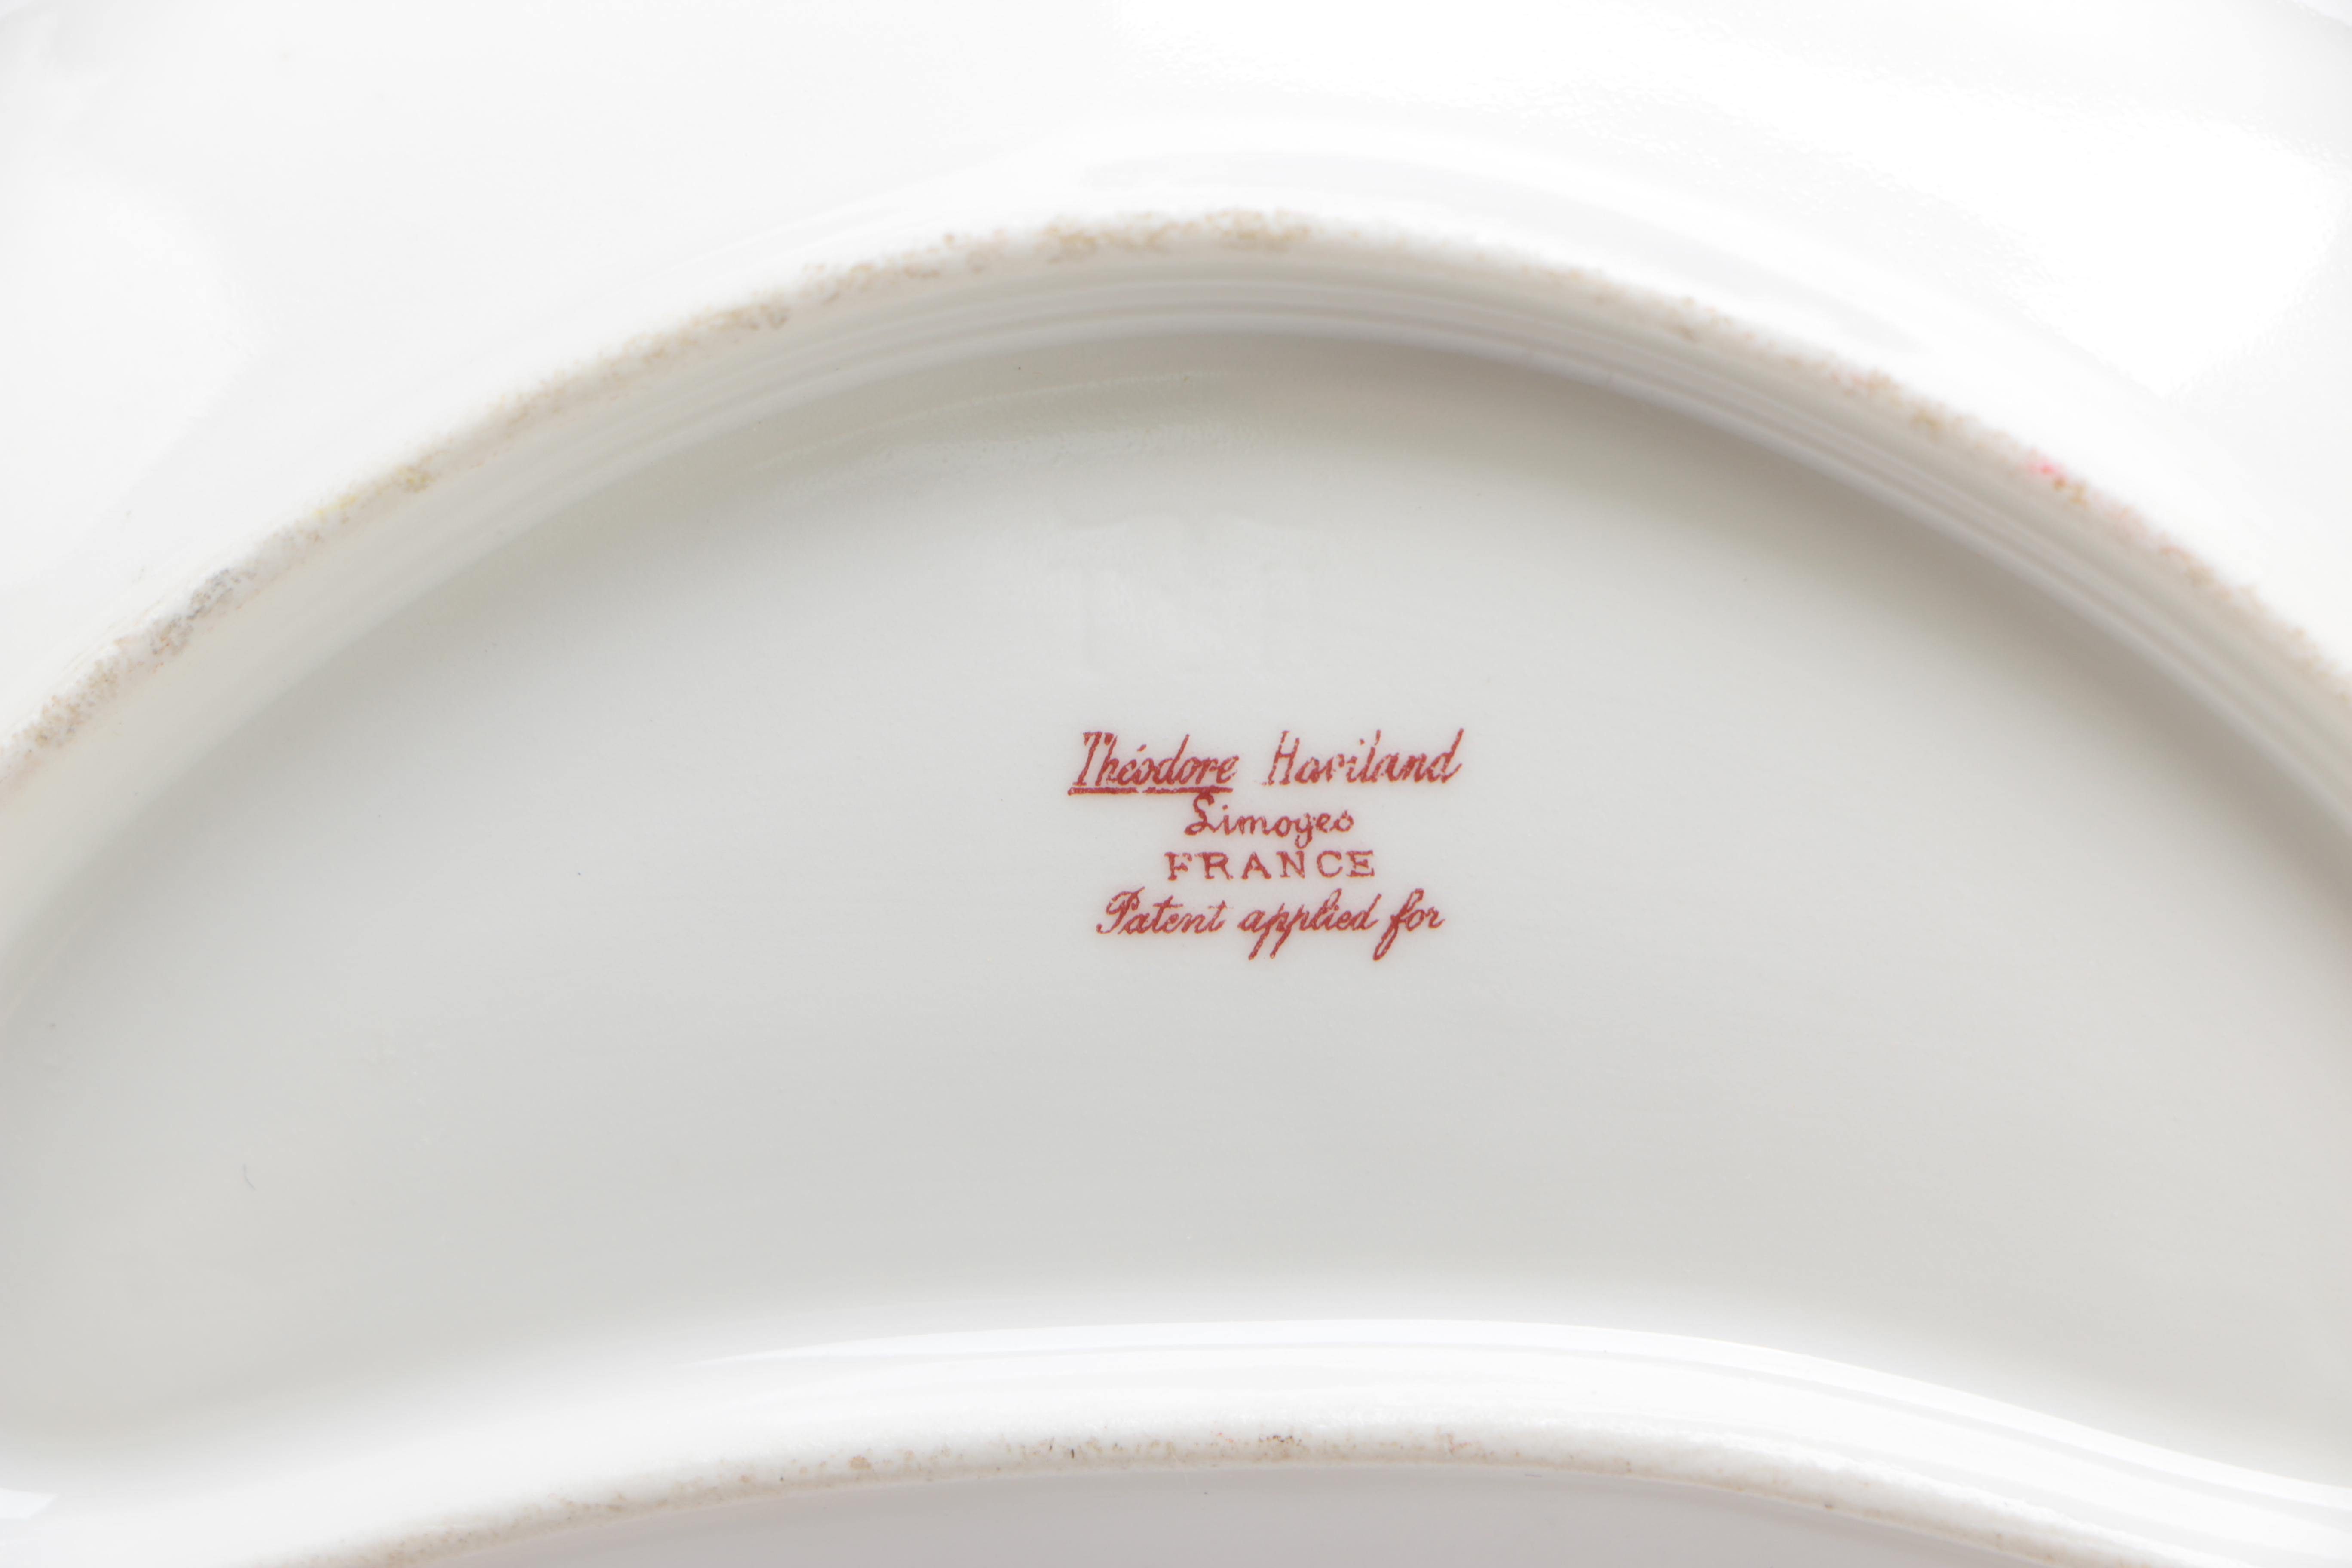 Théodore Haviland
Limoges
FRANCE
Patent applied for